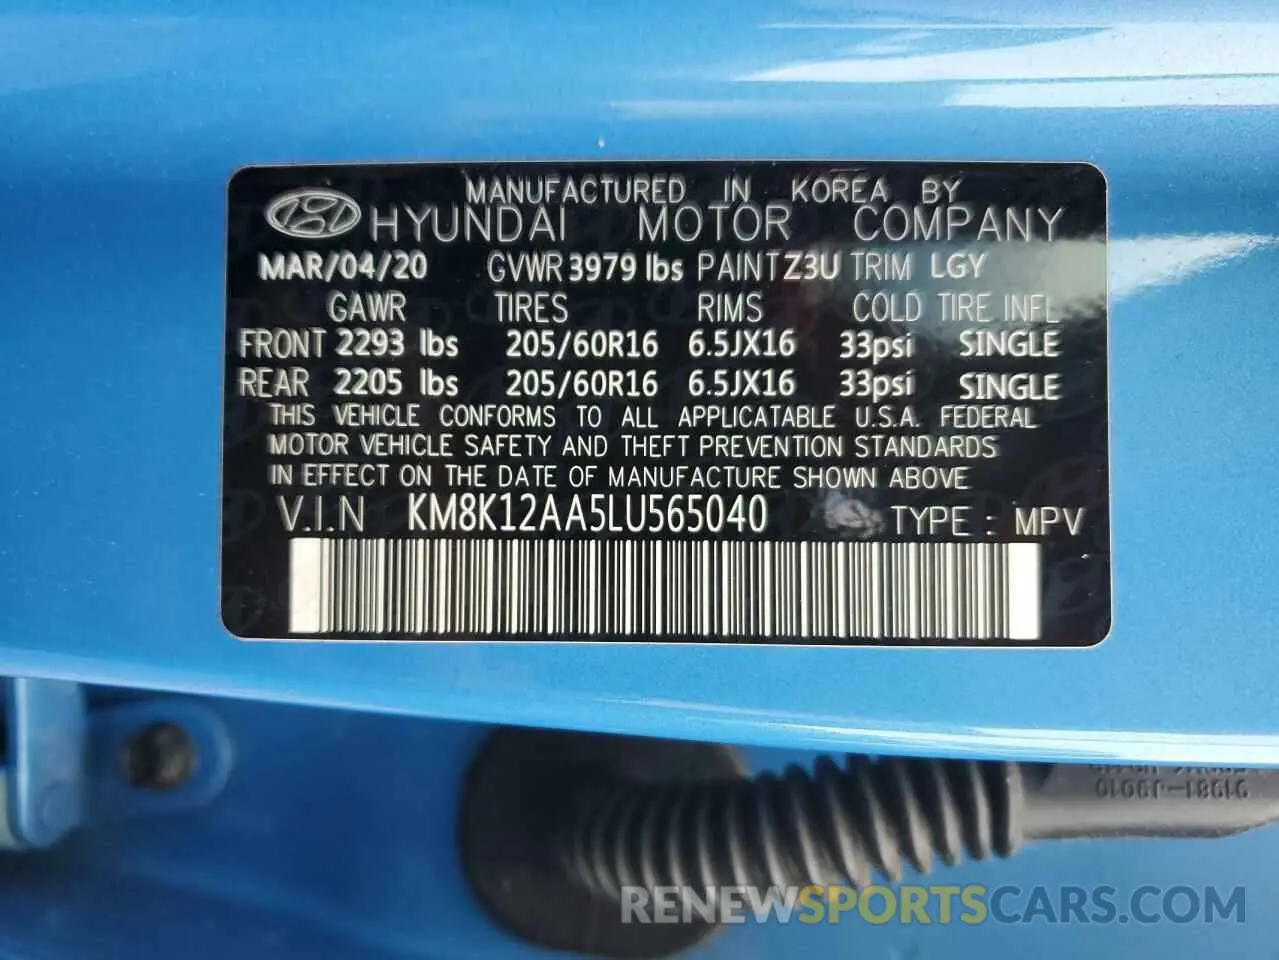 MANUFACTURED IN KOREA BY
HYUNDAI MOTOR COMPANY
MAR/04/20 GVWR 3979 lbs PAINT Z3U TRIM LGY
GAWR TIRES RIMS COLD TIRE INFL
FRONT 2293 lbs 205/60R16 6.5JX16 33psi SINGLE
REAR 2205 lbs 205/60R16 6.5JX16 33psi SINGLE
THIS VEHICLE CONFORMS TO ALL APPLICATABLE U.S.A. FEDERAL
MOTOR VEHICLE SAFETY AND THEFT PREVENTION STANDARDS
IN EFFECT ON THE DATE OF MANUFACTURE SHOWN ABOVE
V.I.N KM8K12AA5LU565040 TYPE : MPV
91981-J9010
RENEWSPORTSCARS.COM